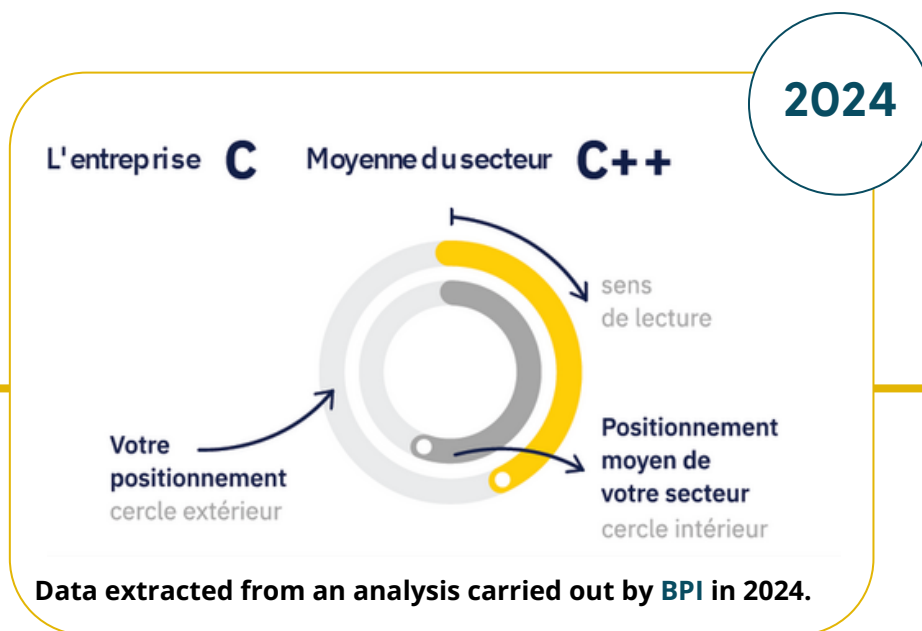 2024
L'entreprise C Moyenne du secteur C++
sens
de lecture
Votre
positionnement
cercle extérieur
Positionnement
moyen de
votre secteur
cercle intérieur
Data extracted from an analysis carried out by BPI in 2024.